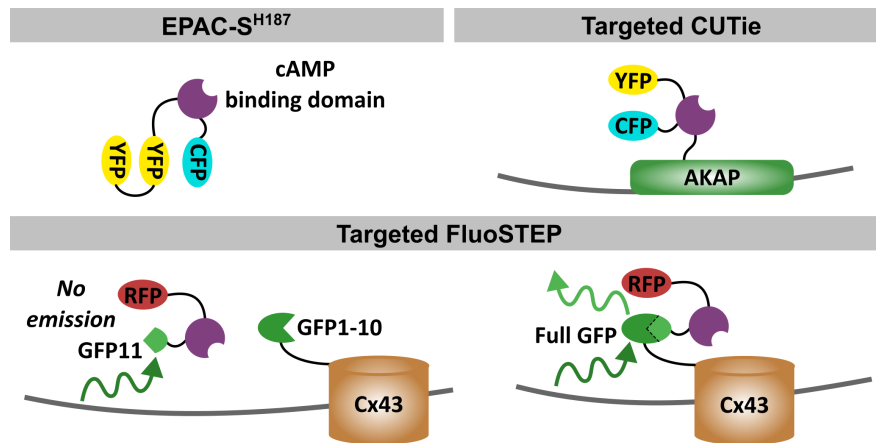 EPAC-S^H187
Targeted CUTie
cAMP
binding domain
YFP
YFP
CFP
YFP
CFP
AKAP
Targeted FluoSTEP
No
emission
RFP
GFP11
GFP1-10
Cx43
RFP
Full GFP
Cx43